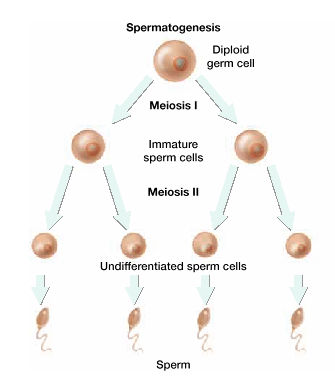 Spermatogenesis
Diploid
germ cell
Meiosis I
Immature
sperm cells
Meiosis II
Undifferentiated sperm cells
Sperm